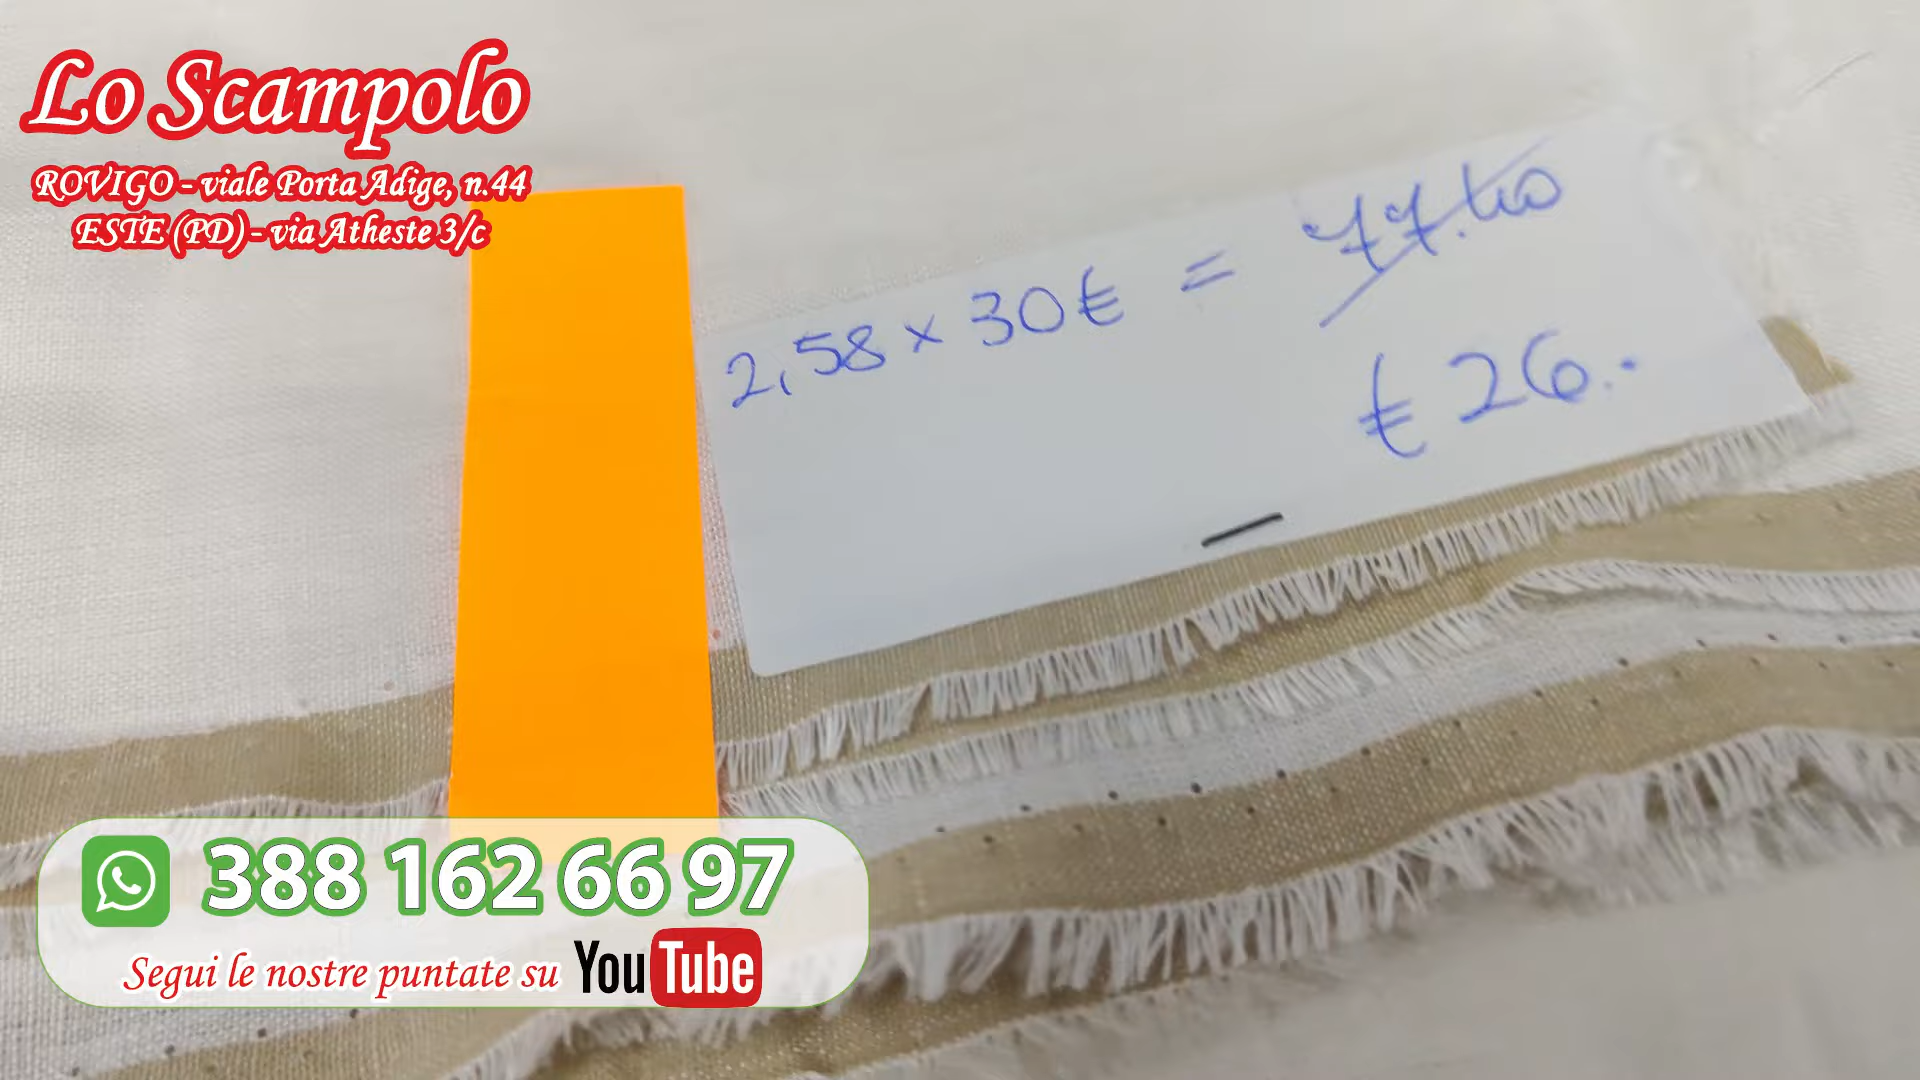 Lo Scampolo
ROVIGO - viale Porta Adige, n.44
ESTE (PD) - via Atheste 3/c
2,58 x 30€ = 77.40
€ 26..
388 162 66 97
Segui le nostre puntate su YouTube